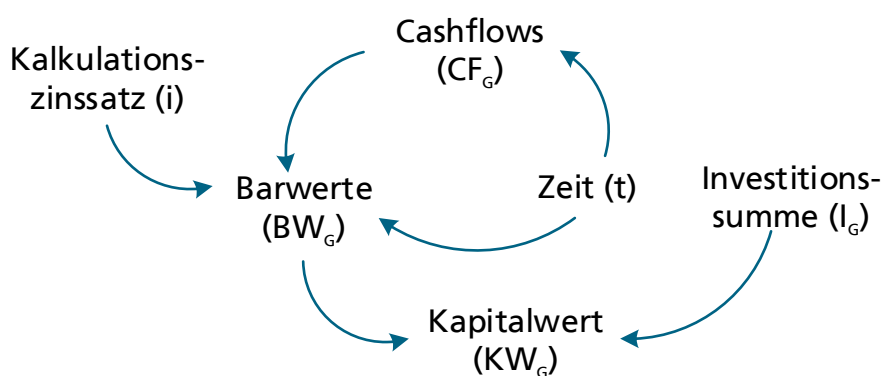 Cashflows
(CF_G)
Kalkulations-
zinssatz (i)
Barwerte
(BW_G)
Zeit (t)
Investitions-
summe (I_G)
Kapitalwert
(KW_G)